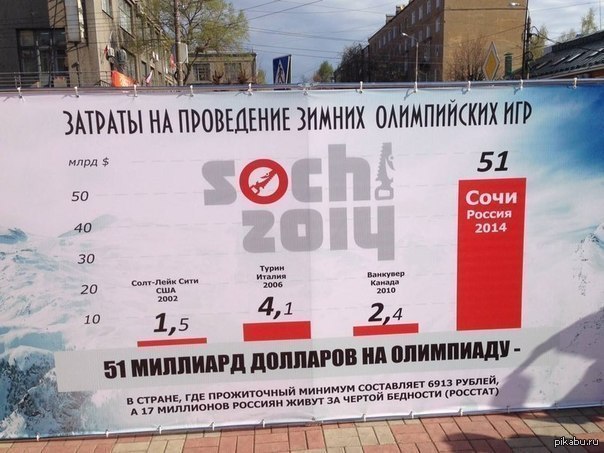 ЗАТРАТЫ НА ПРОВЕДЕНИЕ ЗИМНИХ ОЛИМПИЙСКИХ ИГР
млрд $
50
40
30
20
10
sochi
2014
Солт-Лейк Сити
США
2002
1,5
Турин
Италия
2006
4,1
Ванкувер
Канада
2010
2,4
51
Сочи
Россия
2014
51 МИЛЛИАРД ДОЛЛАРОВ НА ОЛИМПИАДУ -
В СТРАНЕ, ГДЕ ПРОЖИТОЧНЫЙ МИНИМУМ СОСТАВЛЯЕТ 6913 РУБЛЕЙ,
А 17 МИЛЛИОНОВ РОССИЯН ЖИВУТ ЗА ЧЕРТОЙ БЕДНОСТИ (РОССТАТ)
pikabu.ru